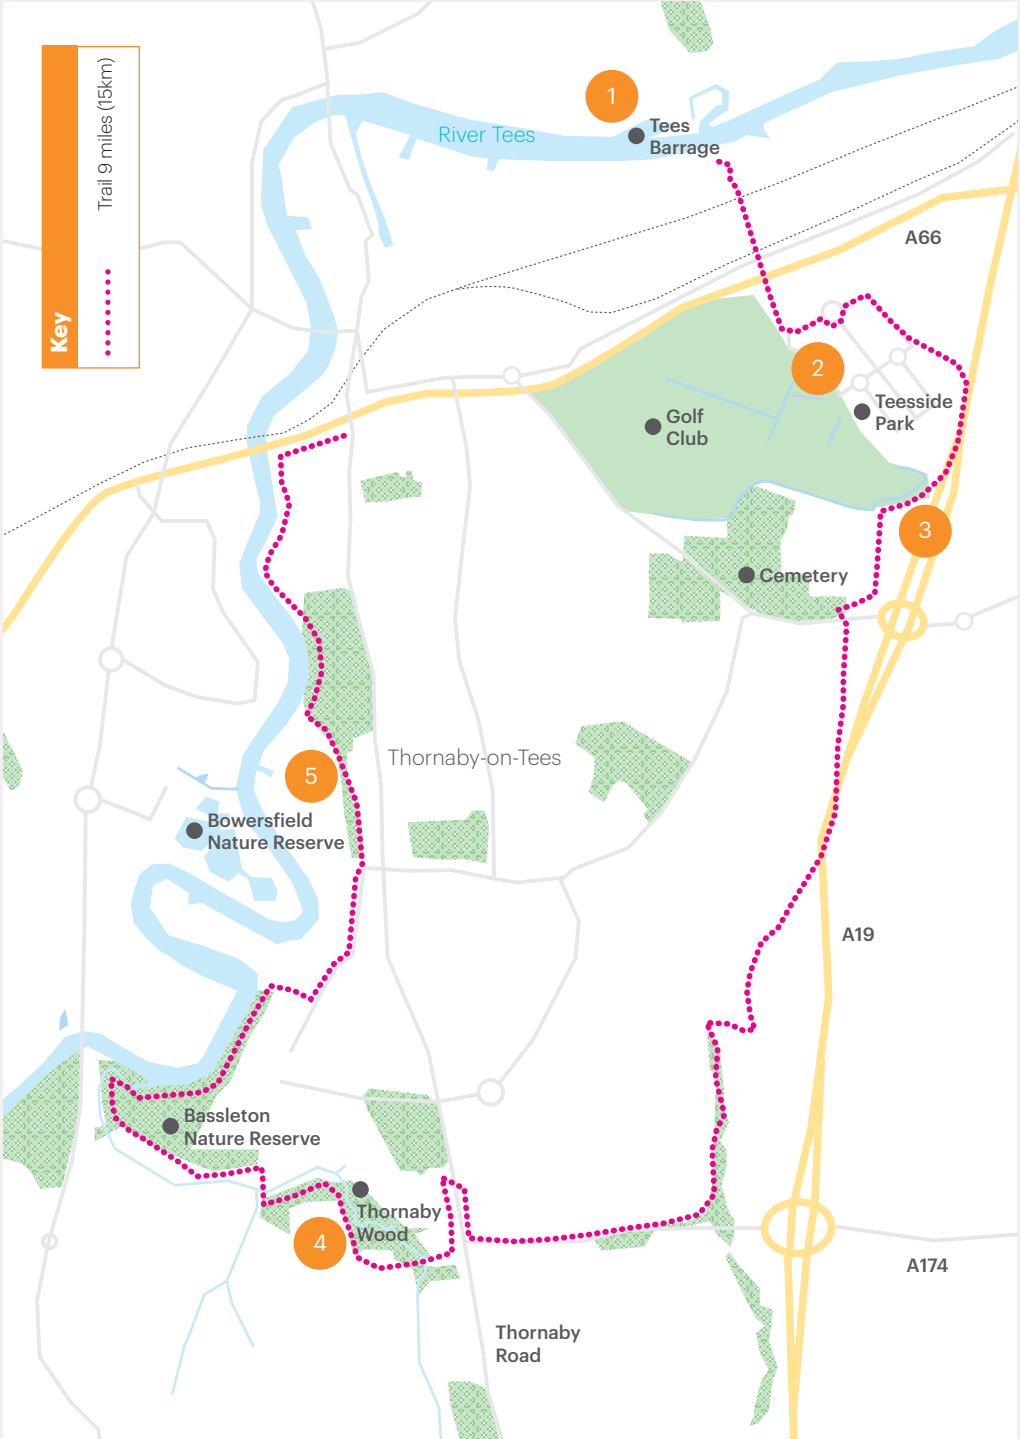 Key
Trail 9 miles (15km)
1
River Tees
Tees
Barrage
A66
2
Teesside
Park
Golf
Club
3
Cemetery
Thornaby-on-Tees
5
Bowersfield
Nature Reserve
A19
Bassleton
Nature Reserve
Thornaby
Wood
4
A174
Thornaby
Road